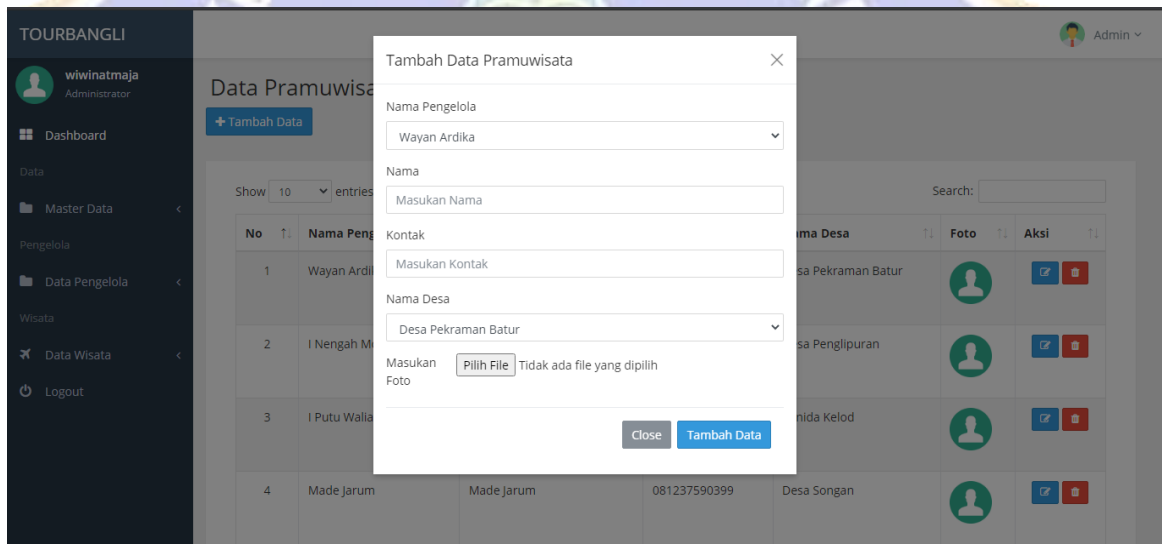 TOURBANGLI
Admin
wiwinatmaja
Administrator
Dashboard
Data
Master Data
Pengelola
Data Pengelola
Wisata
Data Wisata
Logout
Data Pramuwisa
+ Tambah Data
Show 10 entries
Search:
No Nama Peng ma Desa Foto Aksi
1 Wayan Ardi sa Pekraman Batur
2 I Nengah M sa Penglipuran
3 I Putu Walia nida Kelod
4 Made Jarum Made Jarum 081237590399 Desa Songan
Tambah Data Pramuwisata
Nama Pengelola
Wayan Ardika
Nama
Masukan Nama
Kontak
Masukan Kontak
Nama Desa
Desa Pekraman Batur
Masukan
Foto
Pilih File Tidak ada file yang dipilih
Close Tambah Data